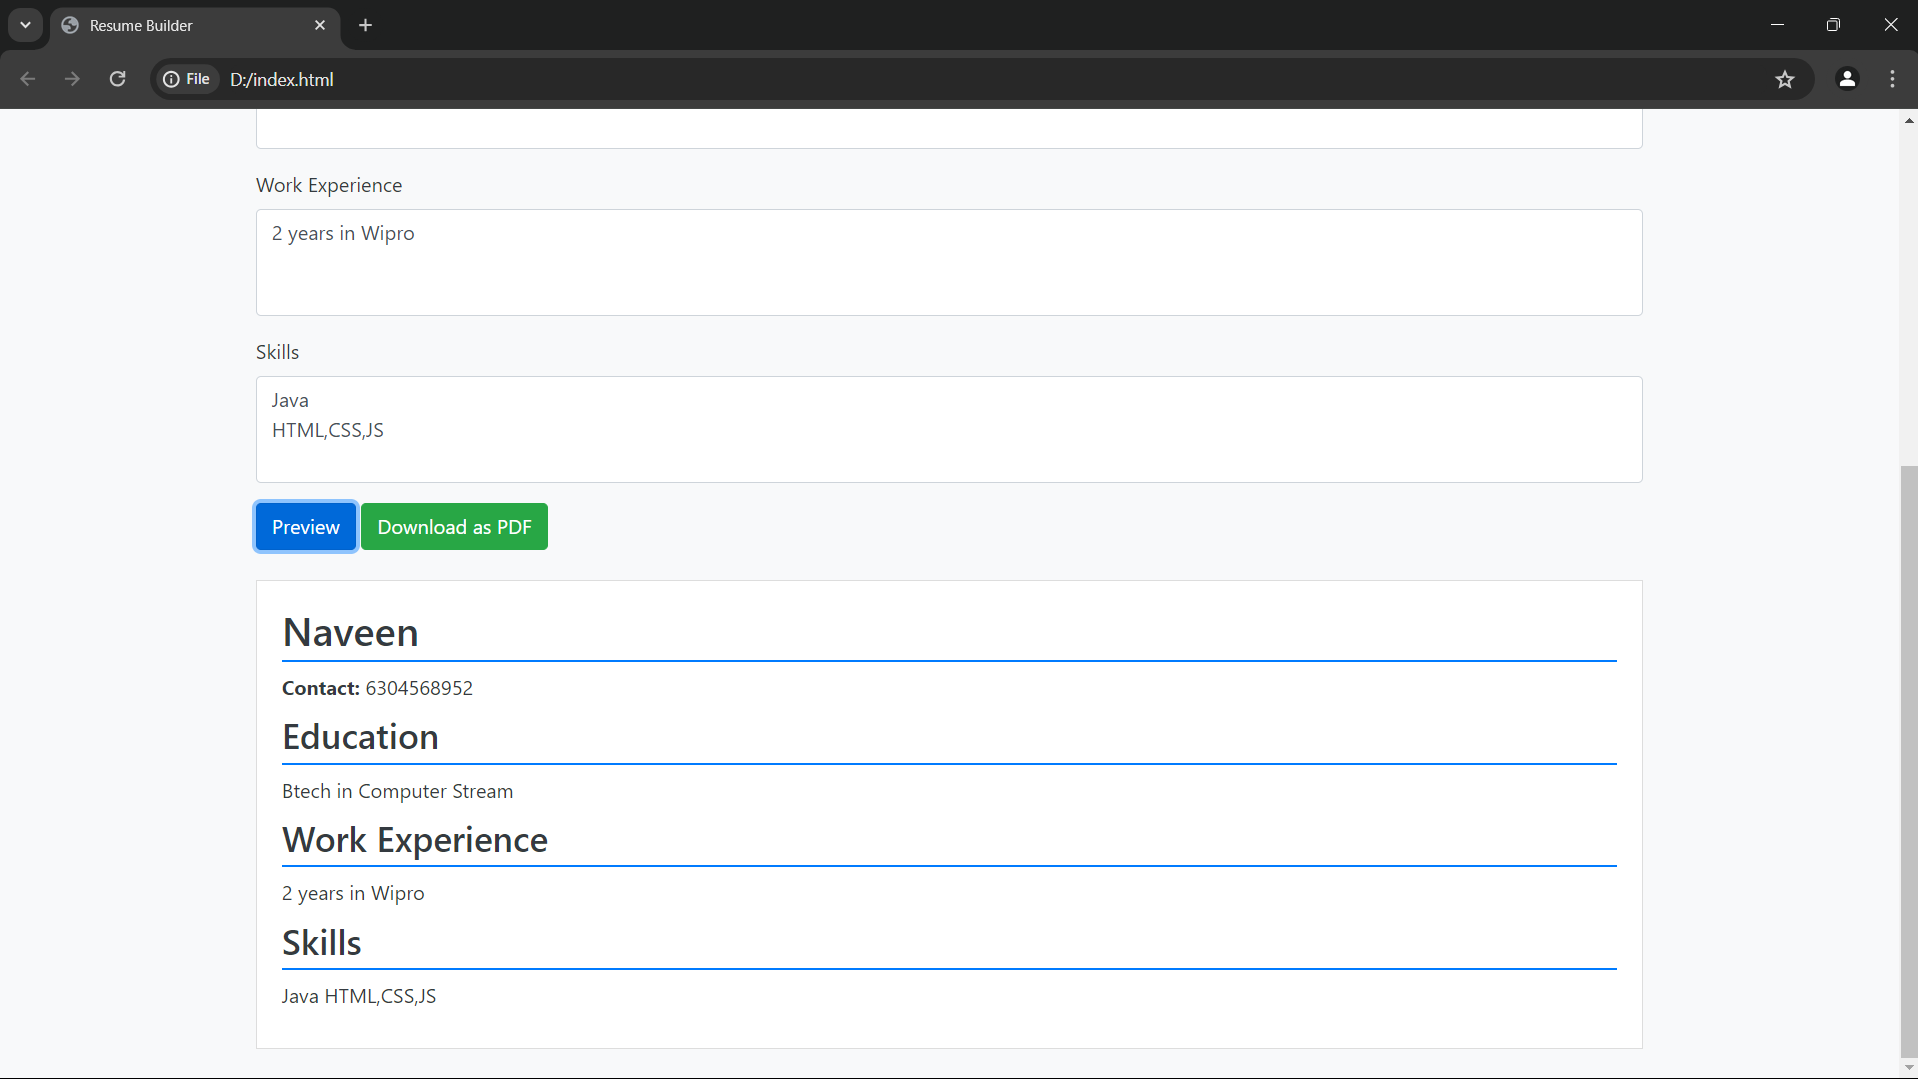 Resume Builder
File D:/index.html
Work Experience
2 years in Wipro
Skills
Java
HTML,CSS,JS
Preview Download as PDF
Naveen
Contact: 6304568952
Education
Btech in Computer Stream
Work Experience
2 years in Wipro
Skills
Java HTML,CSS,JS